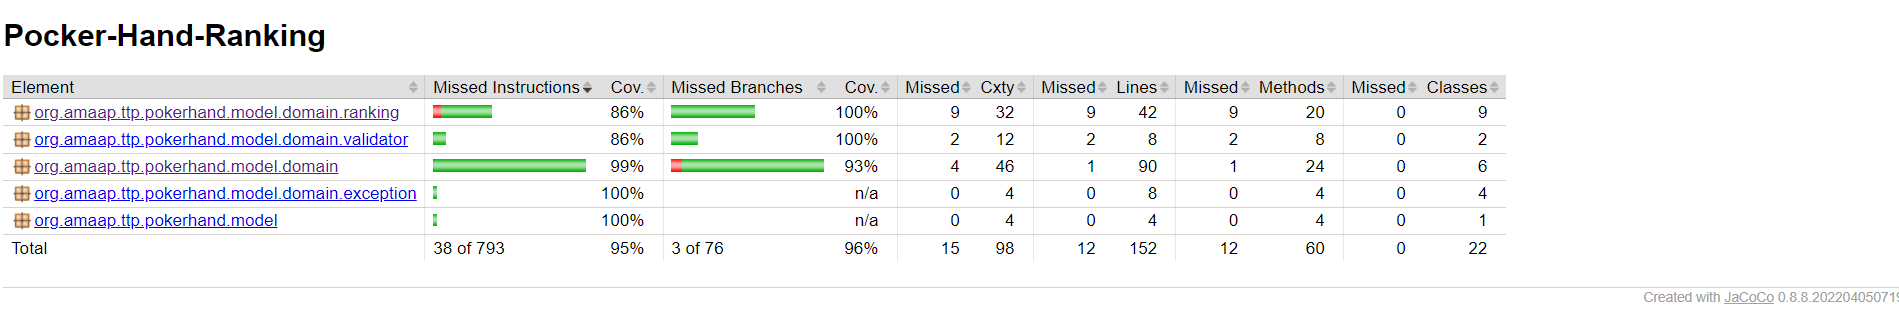 Pocker-Hand-Ranking
Element Missed Instructions Cov. Missed Branches Cov. Missed Cxty Missed Lines Missed Methods Missed Classes
org.amaap.ttp.pokerhand.model.domain.ranking 86% 100% 9 32 9 42 9 20 0 9
org.amaap.ttp.pokerhand.model.domain.validator 86% 100% 2 12 2 8 2 8 0 2
org.amaap.ttp.pokerhand.model.domain 99% 93% 4 46 1 90 1 24 0 6
org.amaap.ttp.pokerhand.model.domain.exception 100% n/a 0 4 0 8 0 4 0 4
org.amaap.ttp.pokerhand.model 100% n/a 0 4 0 4 0 4 0 1
Total 38 of 793 95% 3 of 76 96% 15 98 12 152 12 60 0 22
Created with JaCoCo 0.8.8.202204050719